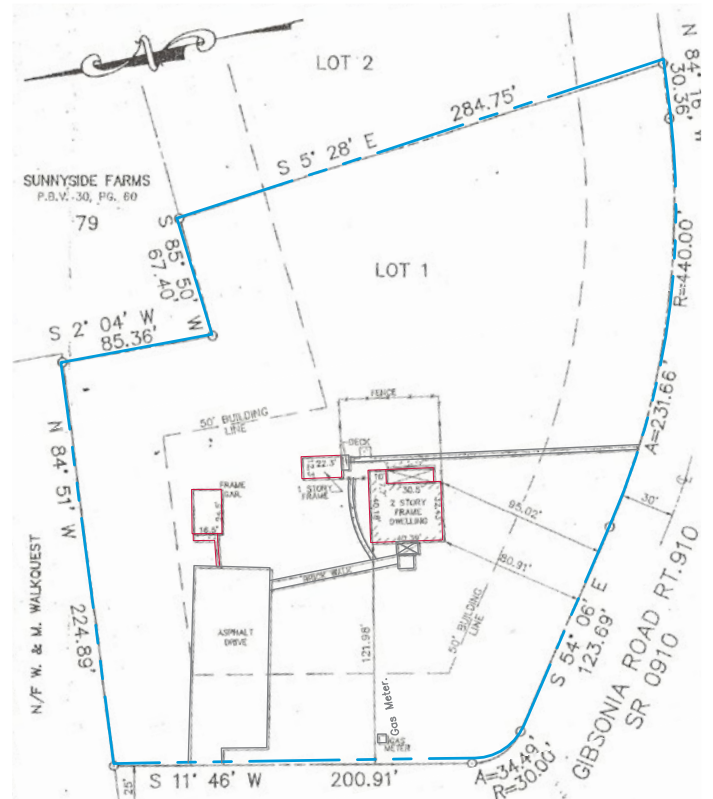 N
LOT 2
N 84° 16' W
30.36'
S 5° 28' E
284.75'
SUNNYSIDE FARMS
P.B.V. 30, PG. 60
79
S 85° 50' W
67.40'
LOT 1
R=440.00'
S 2° 04' W
85.36'
FENCE
A=231.66'
50' BUILDING
LINE
DECK
22.3'
1 STORY
FRAME
30.5'
FRAME
GAR.
16.5'
2 STORY
FRAME
DWELLING
40.16'
40.39'
95.02'
30'
N 84° 51' W
224.89'
80.91'
BRICK WALK
N/F W. & M. WALKQUEST
ASPHALT
DRIVE
121.98'
50' BUILDING
LINE
S 54° 06' E
123.69'
GIBSONIA ROAD RT.910
SR 0910
Gas Meter.
GAS
METER
A=34.49'
R=30.00'
25'
S 11° 46' W
200.91'